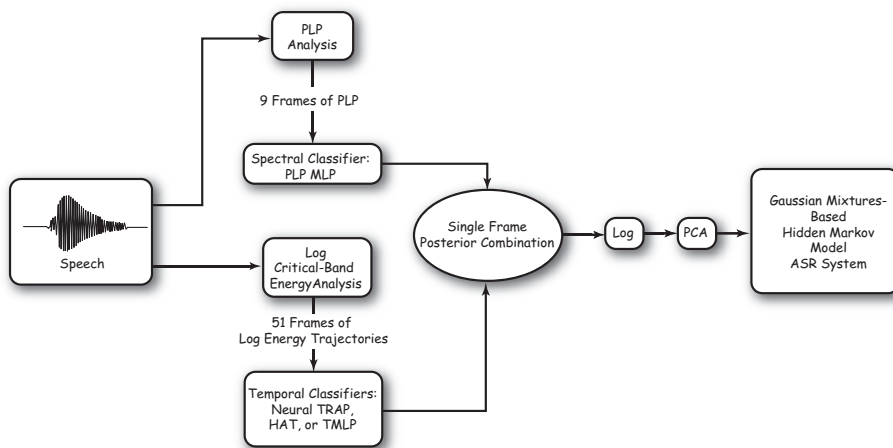 PLP
Analysis
9 Frames of PLP
Spectral Classifier:
PLP MLP
Speech
Log
Critical-Band
EnergyAnalysis
51 Frames of
Log Energy Trajectories
Temporal Classifiers:
Neural TRAP,
HAT, or TMLP
Single Frame
Posterior Combination
Log
PCA
Gaussian Mixtures-
Based
Hidden Markov
Model
ASR System